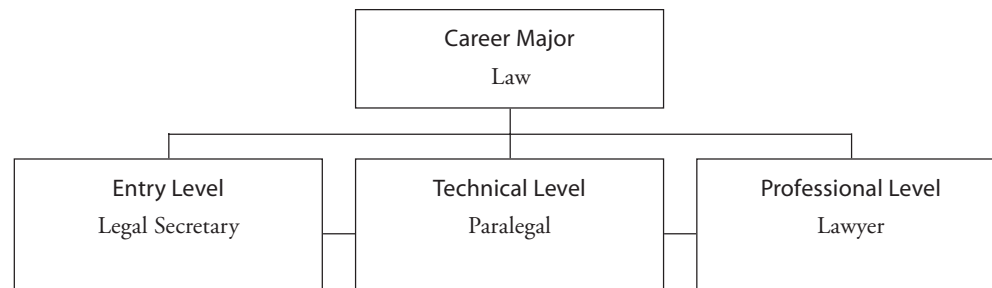 Career Major
Law
Entry Level
Legal Secretary
Technical Level
Paralegal
Professional Level
Lawyer